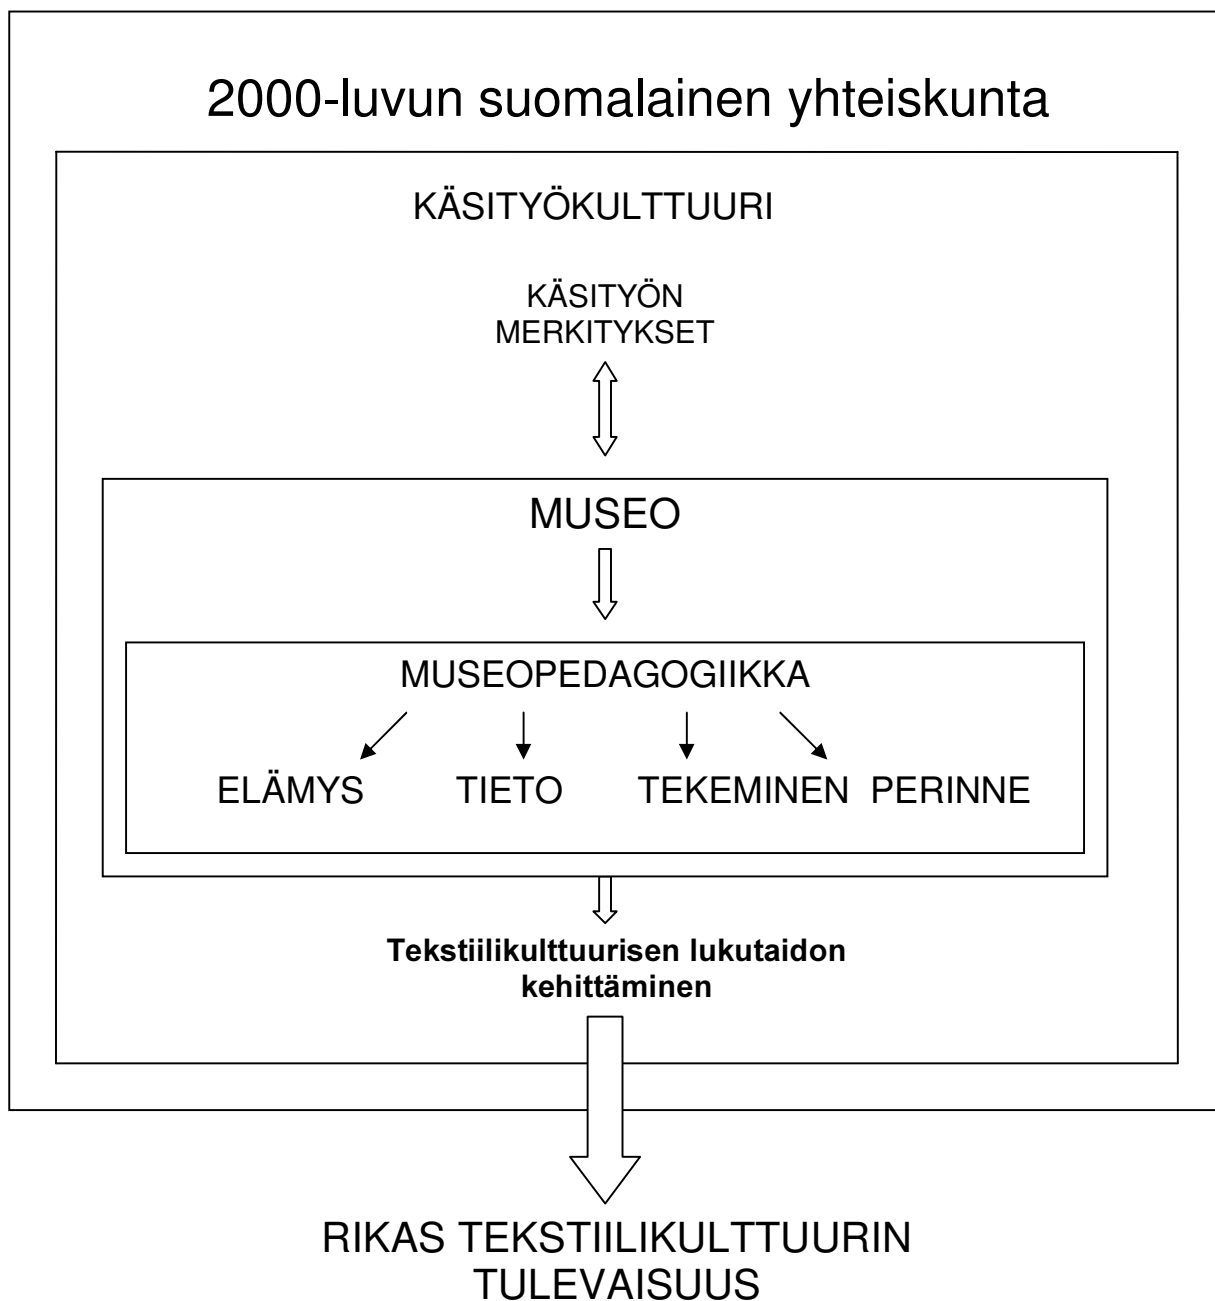 2000-luvun suomalainen yhteiskunta
KÄSITYÖKULTTUURI
KÄSITYÖN
MERKITYKSET
MUSEO
MUSEOPEDAGOGIIKKA
ELÄMYS TIETO TEKEMINEN PERINNE
Tekstiilikulttuurisen lukutaidon
kehittäminen
RIKAS TEKSTIILIKULTTUURIN
TULEVAISUUS